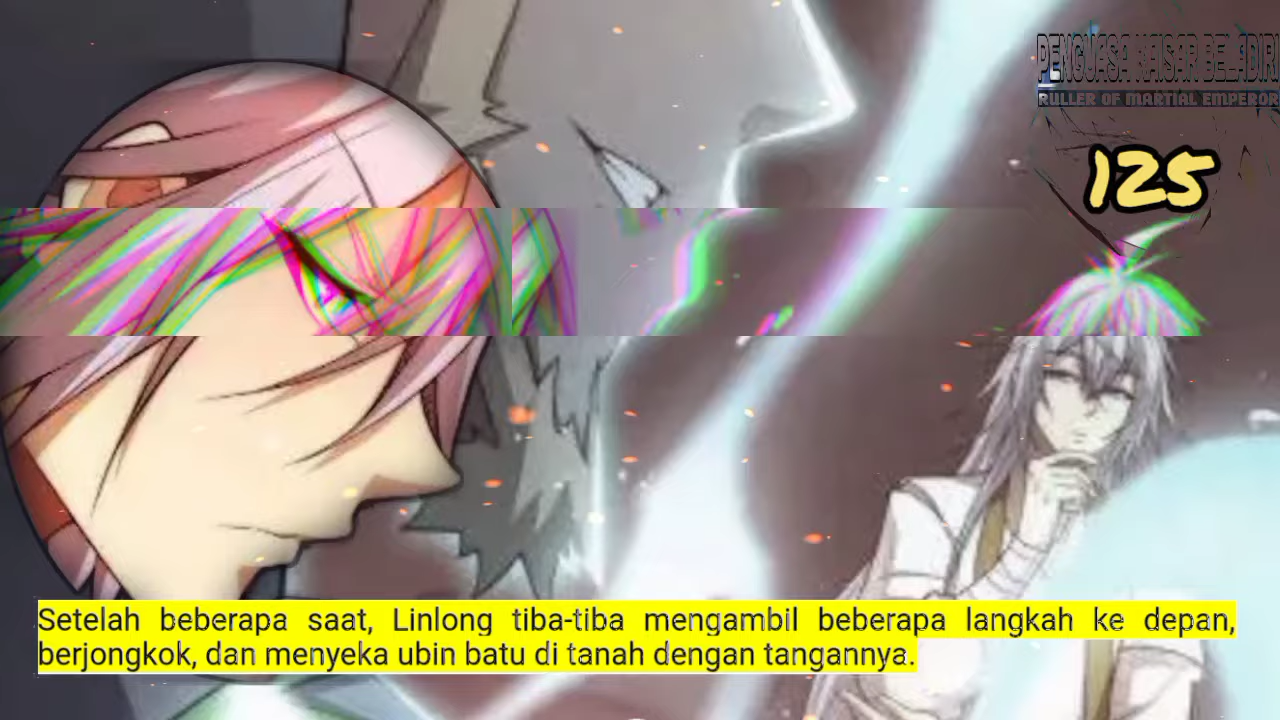 PENGUASA KAISAR BELADIRI
RULLER OF MARTIAL EMPEROR
125
Setelah beberapa saat, Linlong tiba-tiba mengambil beberapa langkah ke depan,
berjongkok, dan menyeka ubin batu di tanah dengan tangannya.